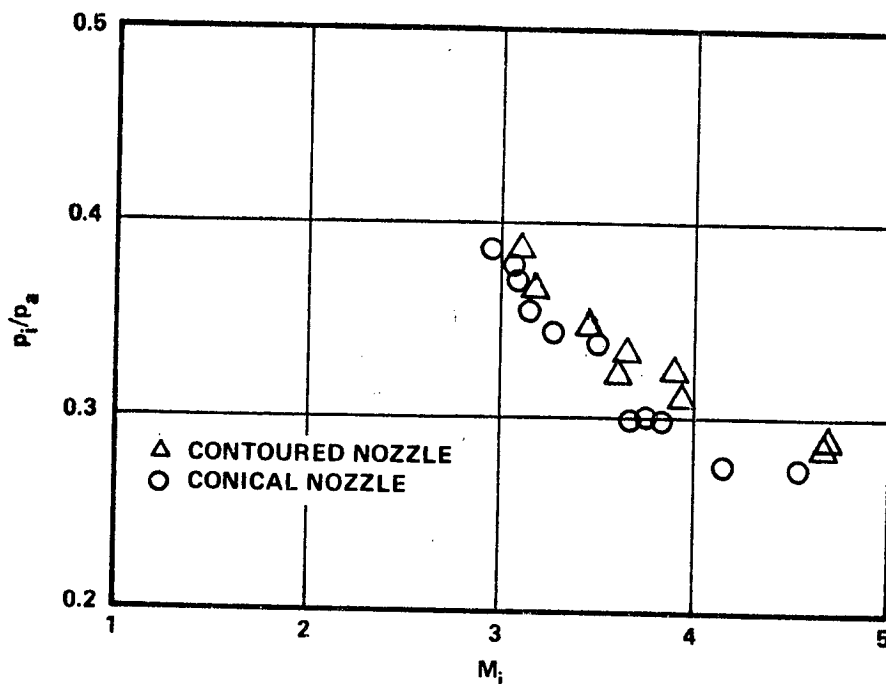 0.5
0.4
0.3
0.2
p_i/p_a
△ CONTOURED NOZZLE
○ CONICAL NOZZLE
1 2 3 4 5
M_i